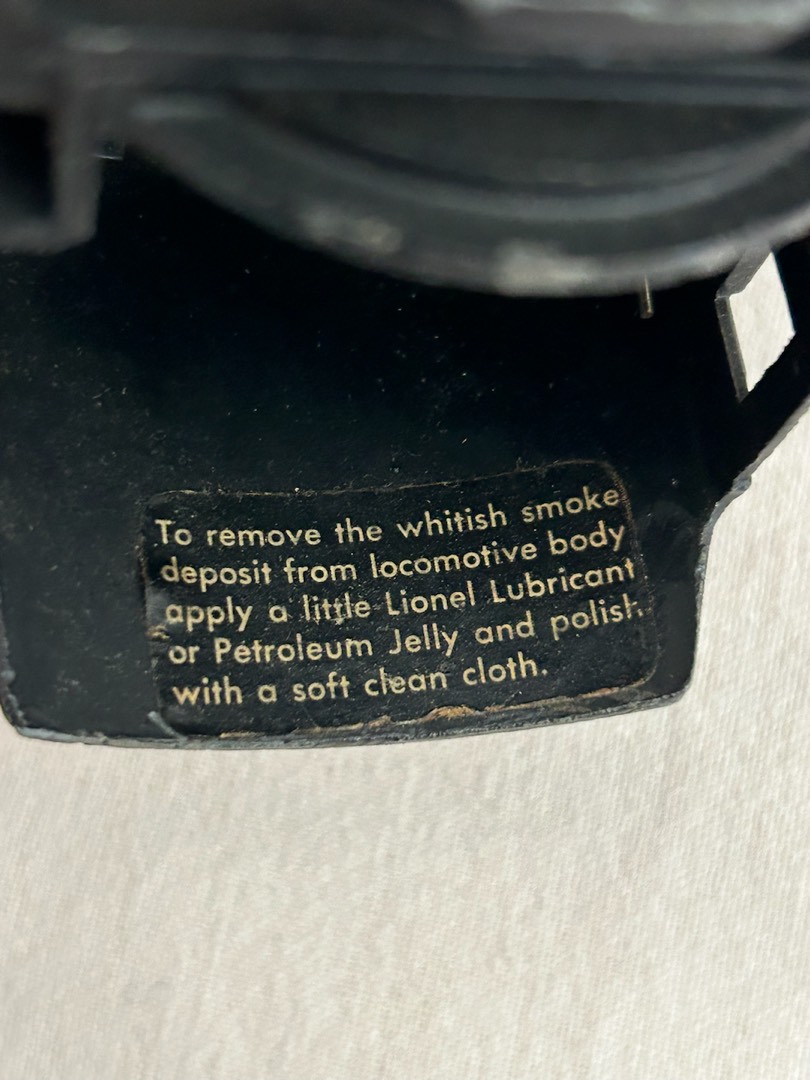 To remove the whitish smoke
deposit from locomotive body
apply a little Lionel Lubricant
or Petroleum Jelly and polish
with a soft clean cloth.